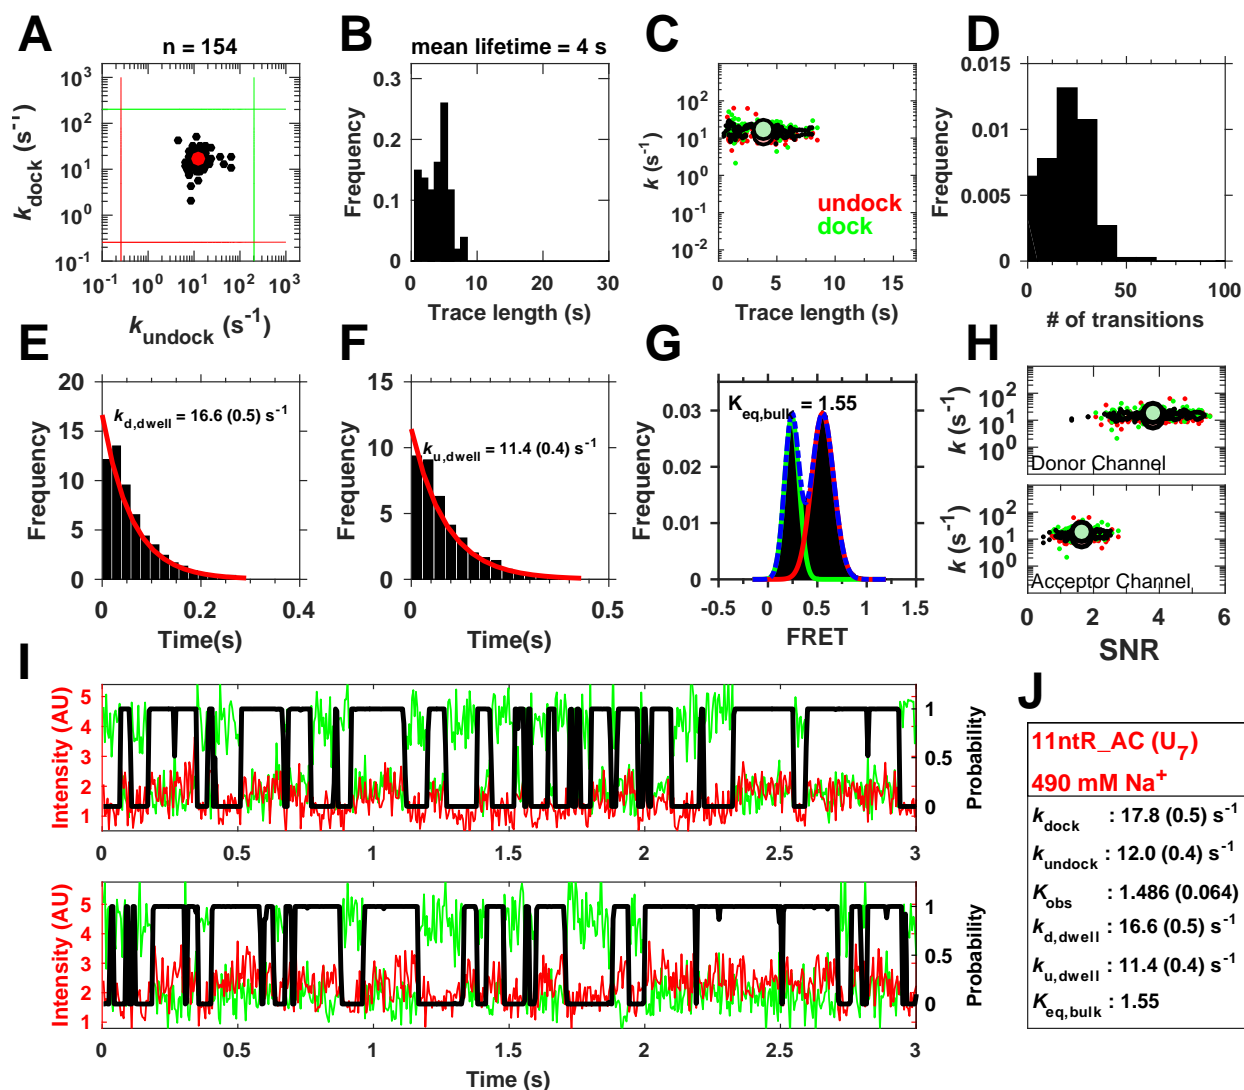 A
n = 154
10³
10²
10¹
10⁰
10⁻¹
k_dock (s⁻¹)
10⁻¹ 10⁰ 10¹ 10² 10³
k_undock (s⁻¹)
B
mean lifetime = 4 s
0.3
0.2
0.1
0
Frequency
0 10 20 30
Trace length (s)
C
10²
10¹
10⁰
10⁻¹
10⁻²
k (s⁻¹)
undock
dock
0 5 10 15
Trace length (s)
D
0.015
0.01
0.005
0
Frequency
0 50 100
# of transitions
E
20
15
10
5
0
Frequency
k_d,dwell = 16.6 (0.5) s⁻¹
0 0.2 0.4
Time(s)
F
15
10
5
0
Frequency
k_u,dwell = 11.4 (0.4) s⁻¹
0 0.5
Time(s)
G
K_eq,bulk = 1.55
0.03
0.02
0.01
0
Frequency
-0.5 0 0.5 1 1.5
FRET
H
10²
10¹
10⁰
k (s⁻¹)
Donor Channel
10²
10¹
10⁰
k (s⁻¹)
Acceptor Channel
0 2 4 6
SNR
I
5
4
3
2
1
Intensity (AU)
1
0.5
0
Probability
0 0.5 1 1.5 2 2.5 3
5
4
3
2
1
Intensity (AU)
1
0.5
0
Probability
0 0.5 1 1.5 2 2.5 3
Time (s)
J
11ntR_AC (U₇)
490 mM Na⁺
k_dock : 17.8 (0.5) s⁻¹
k_undock : 12.0 (0.4) s⁻¹
K_obs : 1.486 (0.064)
k_d,dwell : 16.6 (0.5) s⁻¹
k_u,dwell : 11.4 (0.4) s⁻¹
K_eq,bulk : 1.55